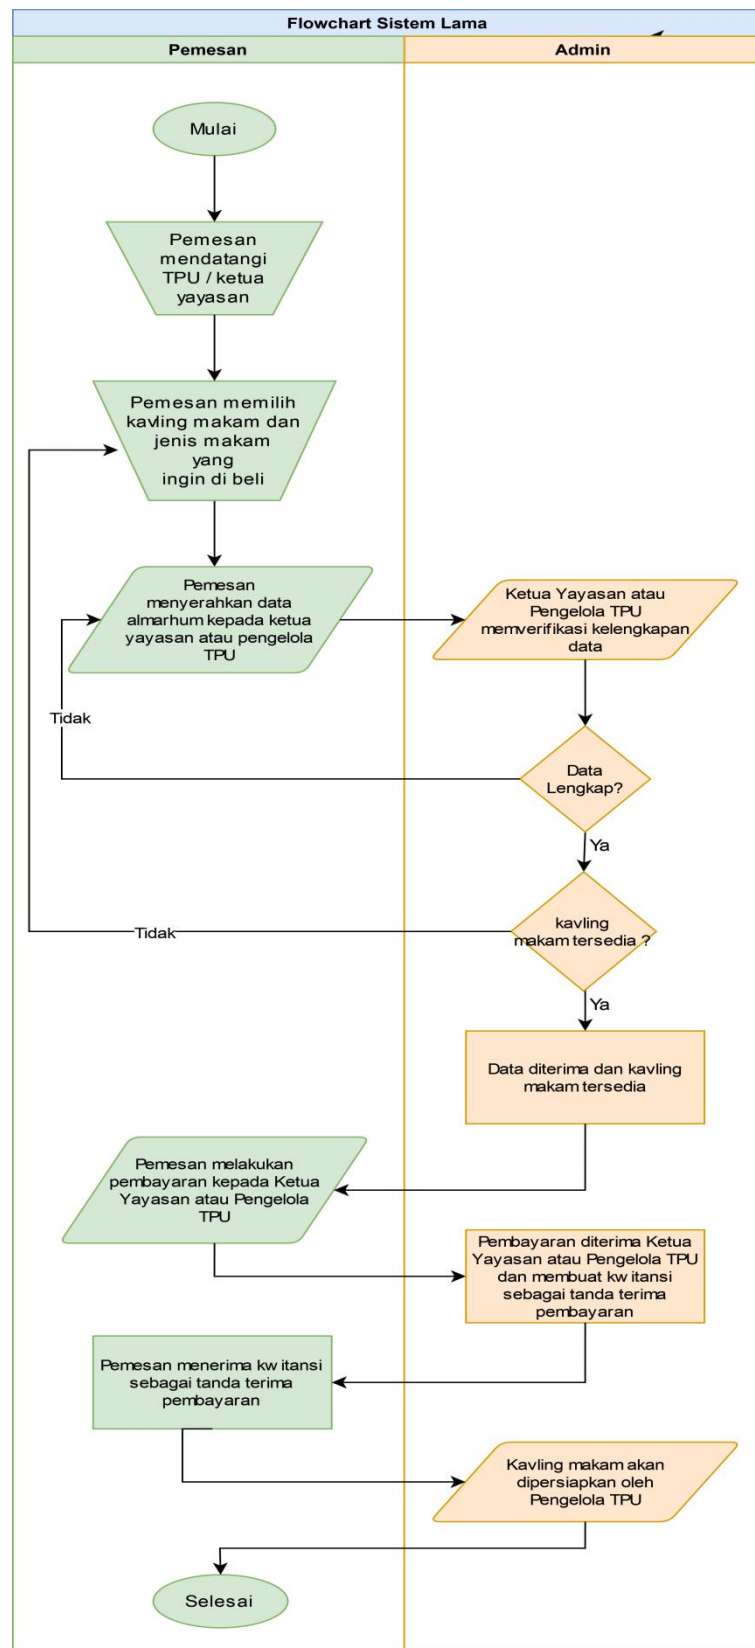 Flowchart Sistem Lama
Pemesan
Admin
Mulai
Pemesan
mendatangi
TPU / ketua
yayasan
Pemesan memilih
kavling makam dan
jenis makam
yang
ingin di beli
Pemesan
menyerahkan data
almarhum kepada ketua
yayasan atau pengelola
TPU
Ketua Yayasan atau
Pengelola TPU
memverifikasi kelengkapan
data
Tidak
Data
Lengkap?
Ya
Tidak
kavling
makam tersedia ?
Ya
Data diterima dan kavling
makam tersedia
Pemesan melakukan
pembayaran kepada Ketua
Yayasan atau Pengelola
TPU
Pembayaran diterima Ketua
Yayasan atau Pengelola TPU
dan membuat kwitansi
sebagai tanda terima
pembayaran
Pemesan menerima kwitansi
sebagai tanda terima
pembayaran
Kavling makam akan
dipersiapkan oleh
Pengelola TPU
Selesai